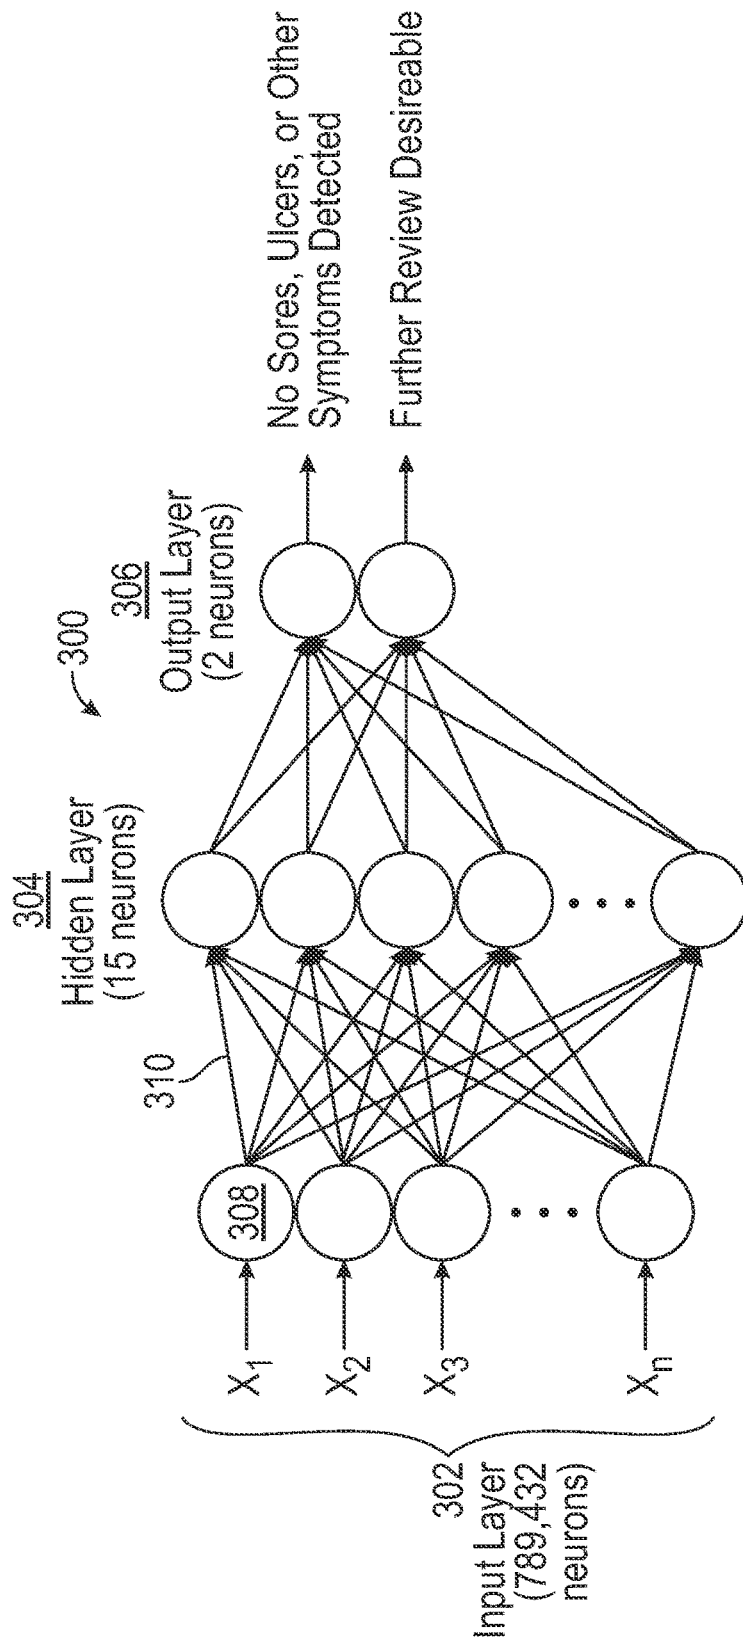 300
302
Input Layer
(789,432
neurons)
X1
X2
X3
Xn
308
310
304
Hidden Layer
(15 neurons)
306
Output Layer
(2 neurons)
No Sores, Ulcers, or Other
Symptoms Detected
Further Review Desireable